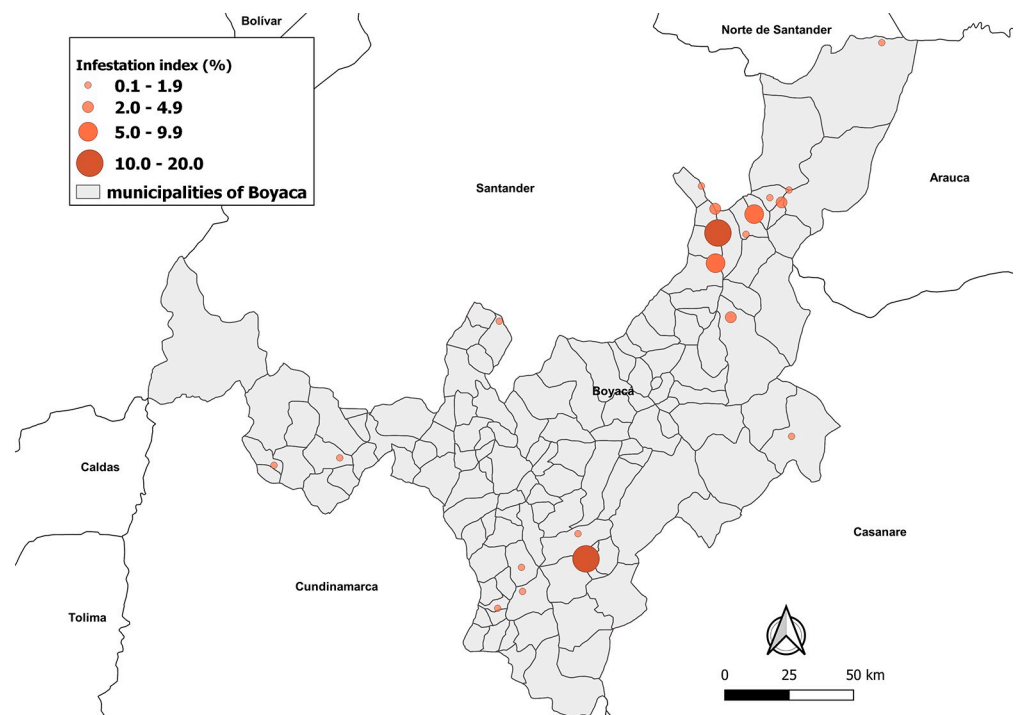 Bolívar
Norte de Santander
Infestation index (%)
0.1 - 1.9
2.0 - 4.9
5.0 - 9.9
10.0 - 20.0
municipalities of Boyaca
Santander
Arauca
Boyacá
Caldas
Casanare
Cundinamarca
Tolima
0 25 50 km